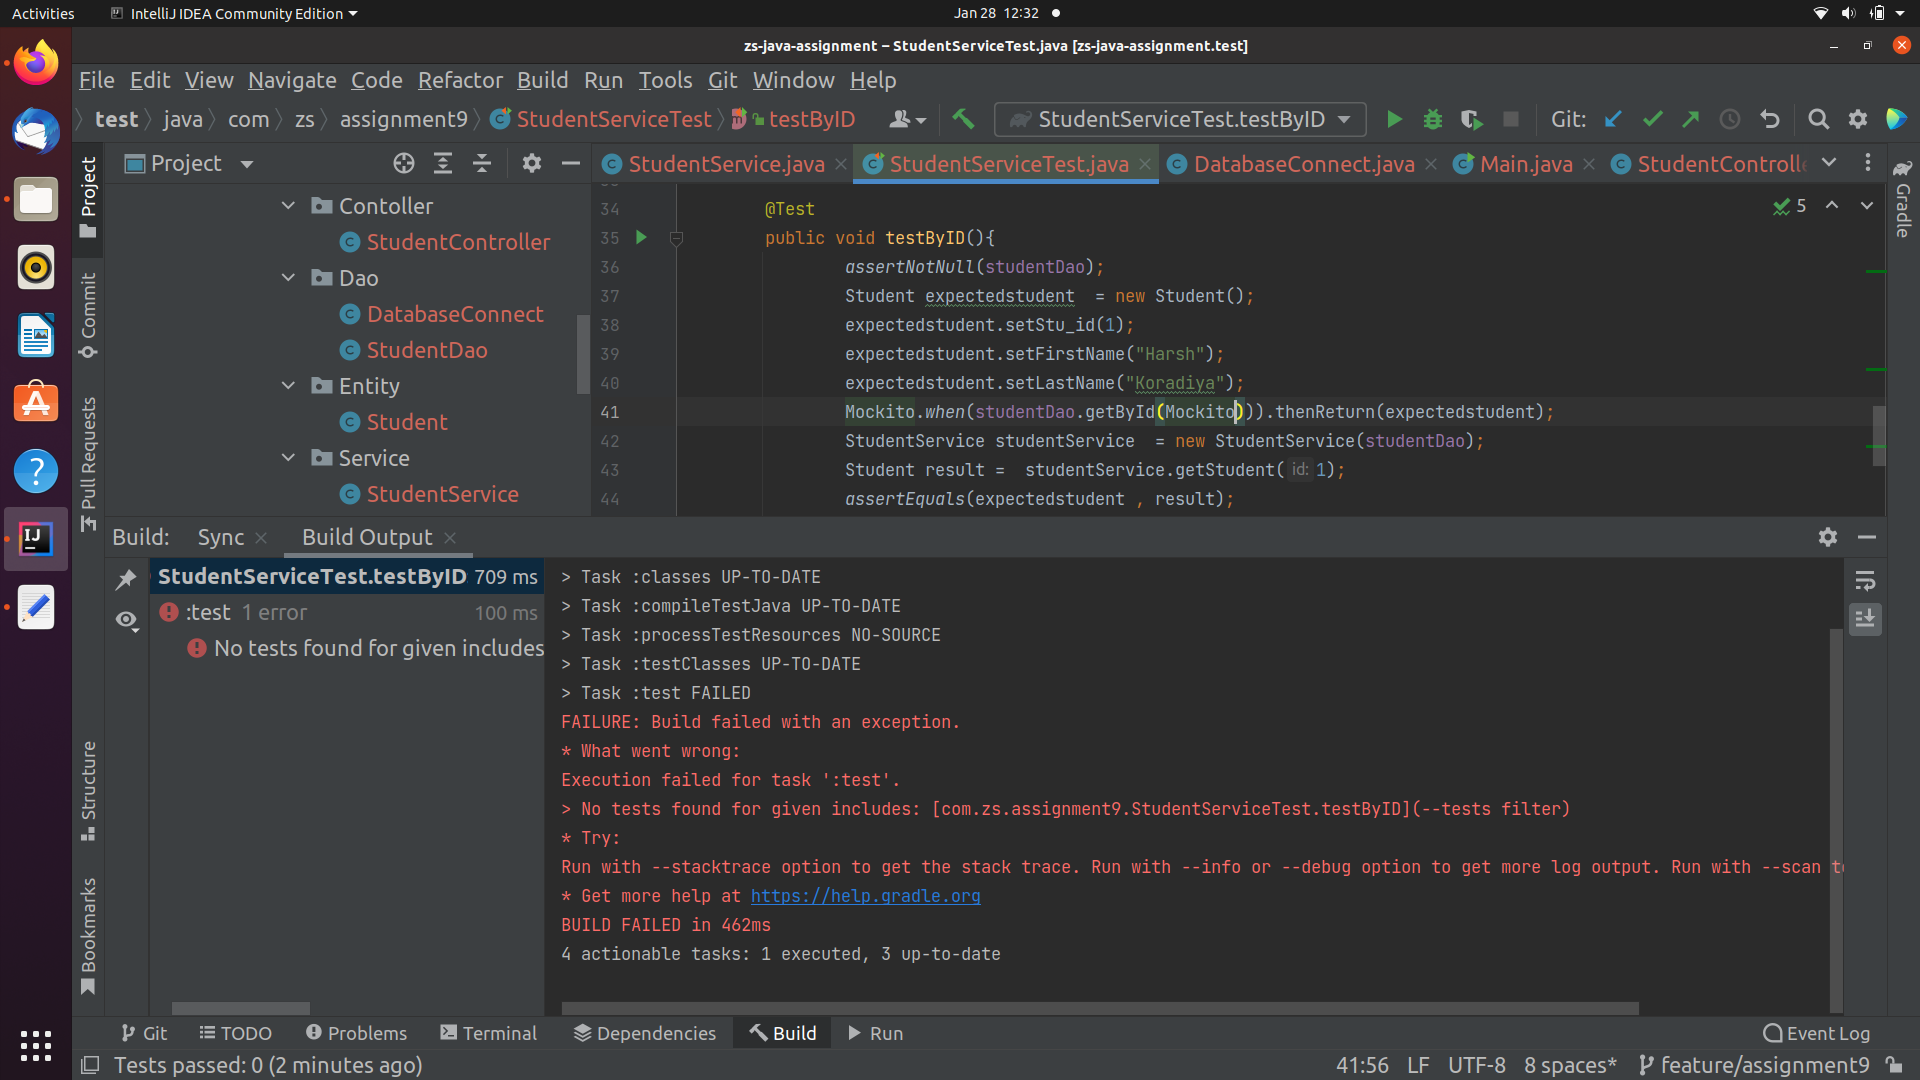 Activities
IntelliJ IDEA Community Edition
Jan 28 12:32
zs-java-assignment – StudentServiceTest.java [zs-java-assignment.test]
File Edit View Navigate Code Refactor Build Run Tools Git Window Help
test java com zs assignment9 StudentServiceTest testByID
StudentServiceTest.testByID
Git:
Project
StudentService.java StudentServiceTest.java DatabaseConnect.java Main.java StudentControlle
Project
Commit
Pull Requests
Structure
Bookmarks
Gradle
Contoller
StudentController
Dao
DatabaseConnect
StudentDao
Entity
Student
Service
StudentService
5
34 @Test
35 public void testByID(){
36 assertNotNull(studentDao);
37 Student expectedstudent  = new Student();
38 expectedstudent.setStu_id(1);
39 expectedstudent.setFirstName("Harsh");
40 expectedstudent.setLastName("Koradiya");
41 Mockito.when(studentDao.getById(Mockito))).thenReturn(expectedstudent);
42 StudentService studentService  = new StudentService(studentDao);
43 Student result =  studentService.getStudent( id: 1);
44 assertEquals(expectedstudent , result);
Build: Sync Build Output
StudentServiceTest.testByID 709 ms
:test 1 error 100 ms
No tests found for given includes
> Task :classes UP-TO-DATE
> Task :compileTestJava UP-TO-DATE
> Task :processTestResources NO-SOURCE
> Task :testClasses UP-TO-DATE
> Task :test FAILED
FAILURE: Build failed with an exception.
* What went wrong:
Execution failed for task ':test'.
> No tests found for given includes: [com.zs.assignment9.StudentServiceTest.testByID](--tests filter)
* Try:
Run with --stacktrace option to get the stack trace. Run with --info or --debug option to get more log output. Run with --scan t
* Get more help at https://help.gradle.org
BUILD FAILED in 462ms
4 actionable tasks: 1 executed, 3 up-to-date
Git TODO Problems Terminal Dependencies Build Run Event Log
Tests passed: 0 (2 minutes ago)
41:56 LF UTF-8 8 spaces* feature/assignment9